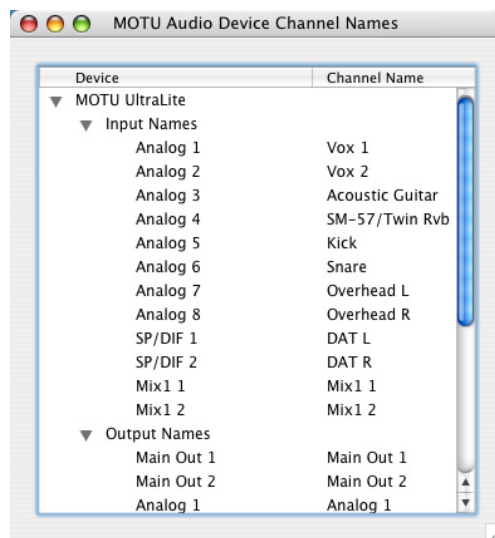 MOTU Audio Device Channel Names
Device Channel Name
MOTU UltraLite
Input Names
Analog 1 Vox 1
Analog 2 Vox 2
Analog 3 Acoustic Guitar
Analog 4 SM-57/Twin Rvb
Analog 5 Kick
Analog 6 Snare
Analog 7 Overhead L
Analog 8 Overhead R
SP/DIF 1 DAT L
SP/DIF 2 DAT R
Mix1 1 Mix1 1
Mix1 2 Mix1 2
Output Names
Main Out 1 Main Out 1
Main Out 2 Main Out 2
Analog 1 Analog 1